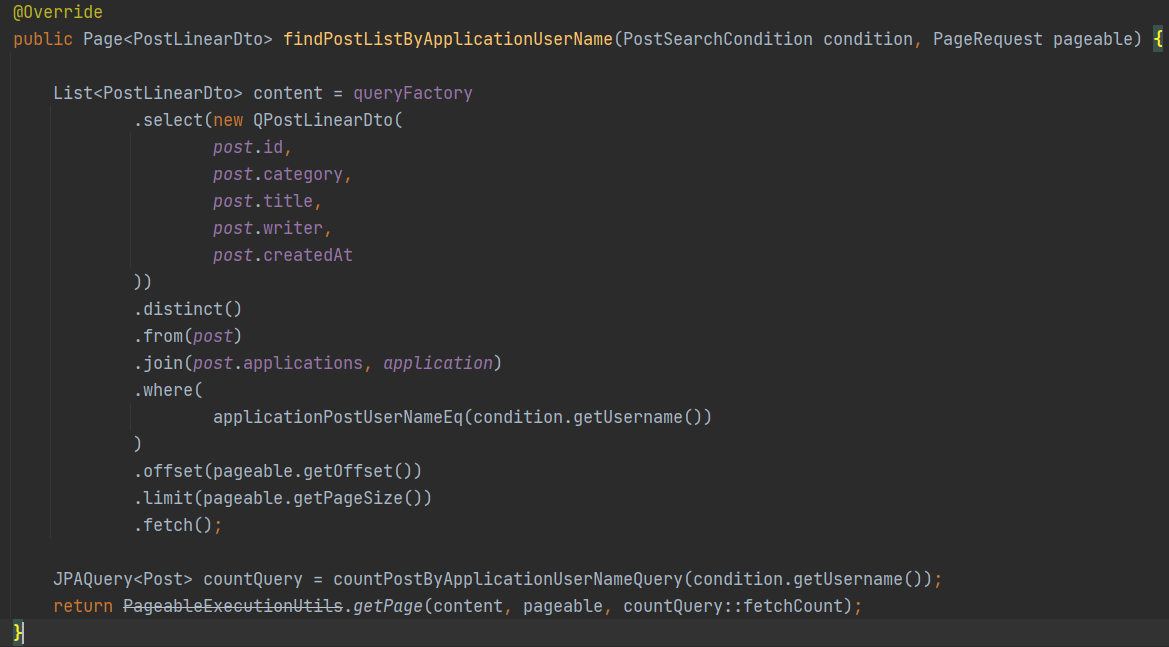 @Override
public Page<PostLinearDto> findPostListByApplicationUserName(PostSearchCondition condition, PageRequest pageable) {
List<PostLinearDto> content = queryFactory
.select(new QPostLinearDto(
post.id,
post.category,
post.title,
post.writer,
post.createdAt
))
.distinct()
.from(post)
.join(post.applications, application)
.where(
applicationPostUserNameEq(condition.getUsername())
)
.offset(pageable.getOffset())
.limit(pageable.getPageSize())
.fetch();
JPAQuery<Post> countQuery = countPostByApplicationUserNameQuery(condition.getUsername());
return PageableExecutionUtils.getPage(content, pageable, countQuery::fetchCount);
}